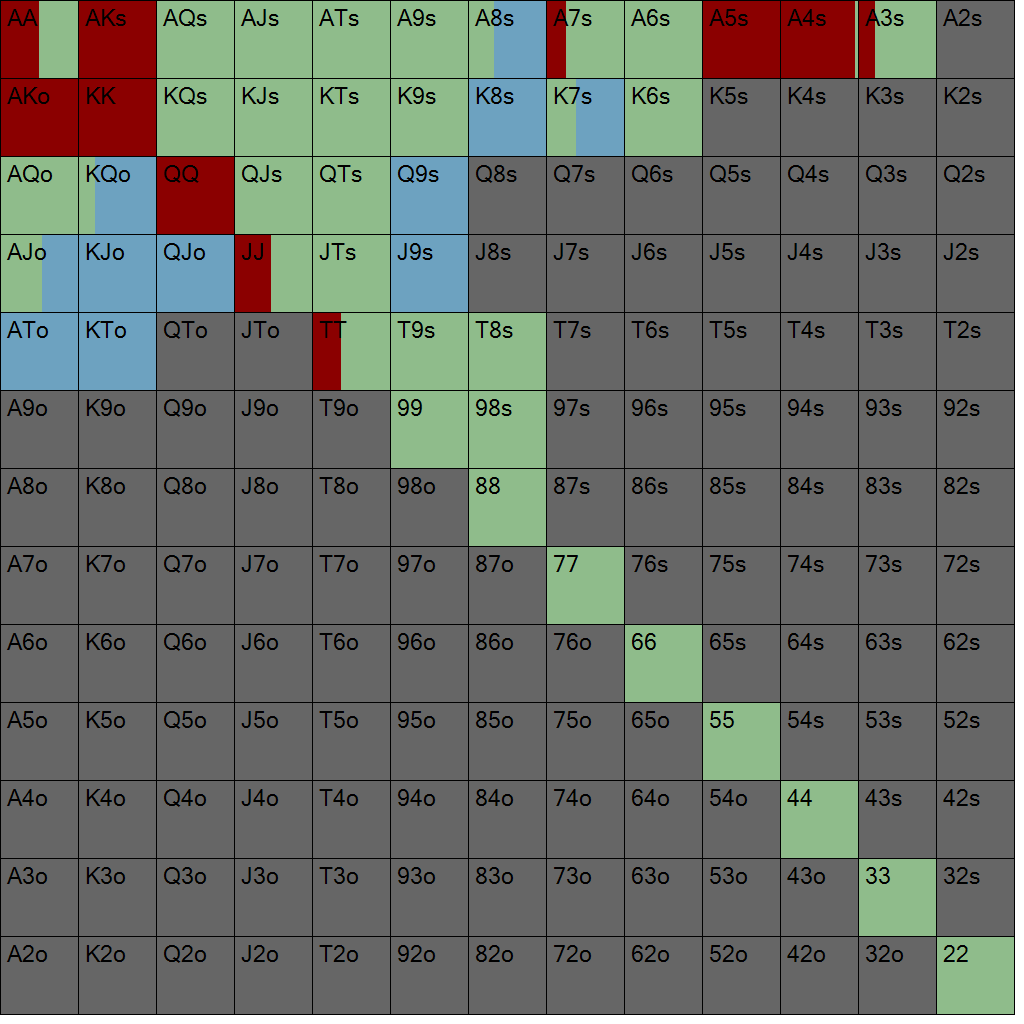 AA AKs AQs AJs ATs A9s A8s A7s A6s A5s A4s A3s A2s
AKo KK KQs KJs KTs K9s K8s K7s K6s K5s K4s K3s K2s
AQo KQo QQ QJs QTs Q9s Q8s Q7s Q6s Q5s Q4s Q3s Q2s
AJo KJo QJo JJ JTs J9s J8s J7s J6s J5s J4s J3s J2s
ATo KTo QTo JTo TT T9s T8s T7s T6s T5s T4s T3s T2s
A9o K9o Q9o J9o T9o 99 98s 97s 96s 95s 94s 93s 92s
A8o K8o Q8o J8o T8o 98o 88 87s 86s 85s 84s 83s 82s
A7o K7o Q7o J7o T7o 97o 87o 77 76s 75s 74s 73s 72s
A6o K6o Q6o J6o T6o 96o 86o 76o 66 65s 64s 63s 62s
A5o K5o Q5o J5o T5o 95o 85o 75o 65o 55 54s 53s 52s
A4o K4o Q4o J4o T4o 94o 84o 74o 64o 54o 44 43s 42s
A3o K3o Q3o J3o T3o 93o 83o 73o 63o 53o 43o 33 32s
A2o K2o Q2o J2o T2o 92o 82o 72o 62o 52o 42o 32o 22